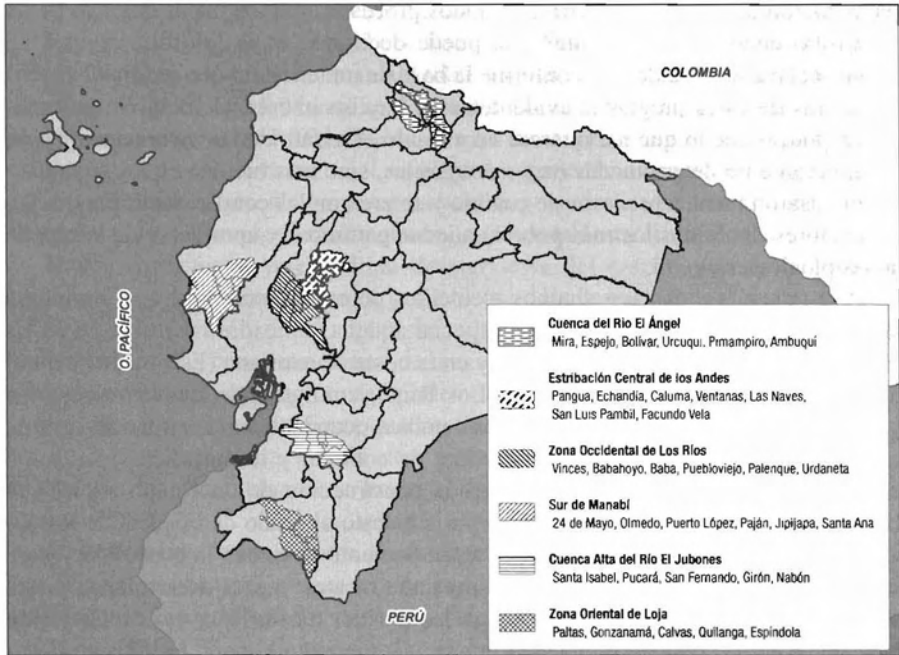 COLOMBIA
O. PACÍFICO
PERÚ
Cuenca del Río El Ángel
Mira, Espejo, Bolívar, Urcuqui, Pimampiro, Ambuquí
Estribación Central de los Andes
Pangua, Echandía, Caluma, Ventanas, Las Naves,
San Luis Pambil, Facundo Vela
Zona Occidental de Los Ríos
Vinces, Babahoyo, Baba, Puebloviejo, Palenque, Urdaneta
Sur de Manabí
24 de Mayo, Olmedo, Puerto López, Paján, Jipijapa, Santa Ana
Cuenca Alta del Río El Jubones
Santa Isabel, Pucará, San Fernando, Girón, Nabón
Zona Oriental de Loja
Paltas, Gonzanamá, Calvas, Quilanga, Espíndola